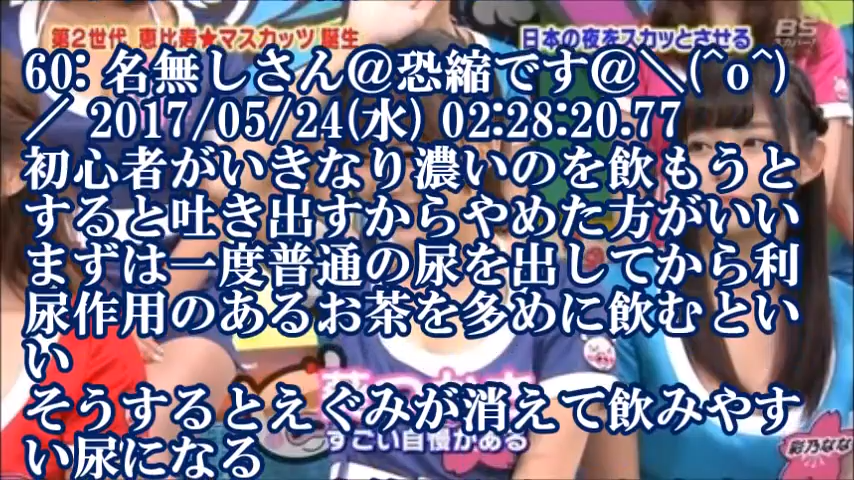 第2世代 恵比寿★マスカッツ 誕生
日本の夜をスカッとさせる
BS
60: 名無しさん@恐縮です@\(^o^)
／ 2017/05/24(水) 02:28:20.77
初心者がいきなり濃いのを飲もうと
すると吐き出すからやめた方がいい
まずは一度普通の尿を出してから利
尿作用のあるお茶を多めに飲むとい
い
そうするとえぐみが消えて飲みやす
い尿になる
すごい自慢がある
彩乃なな